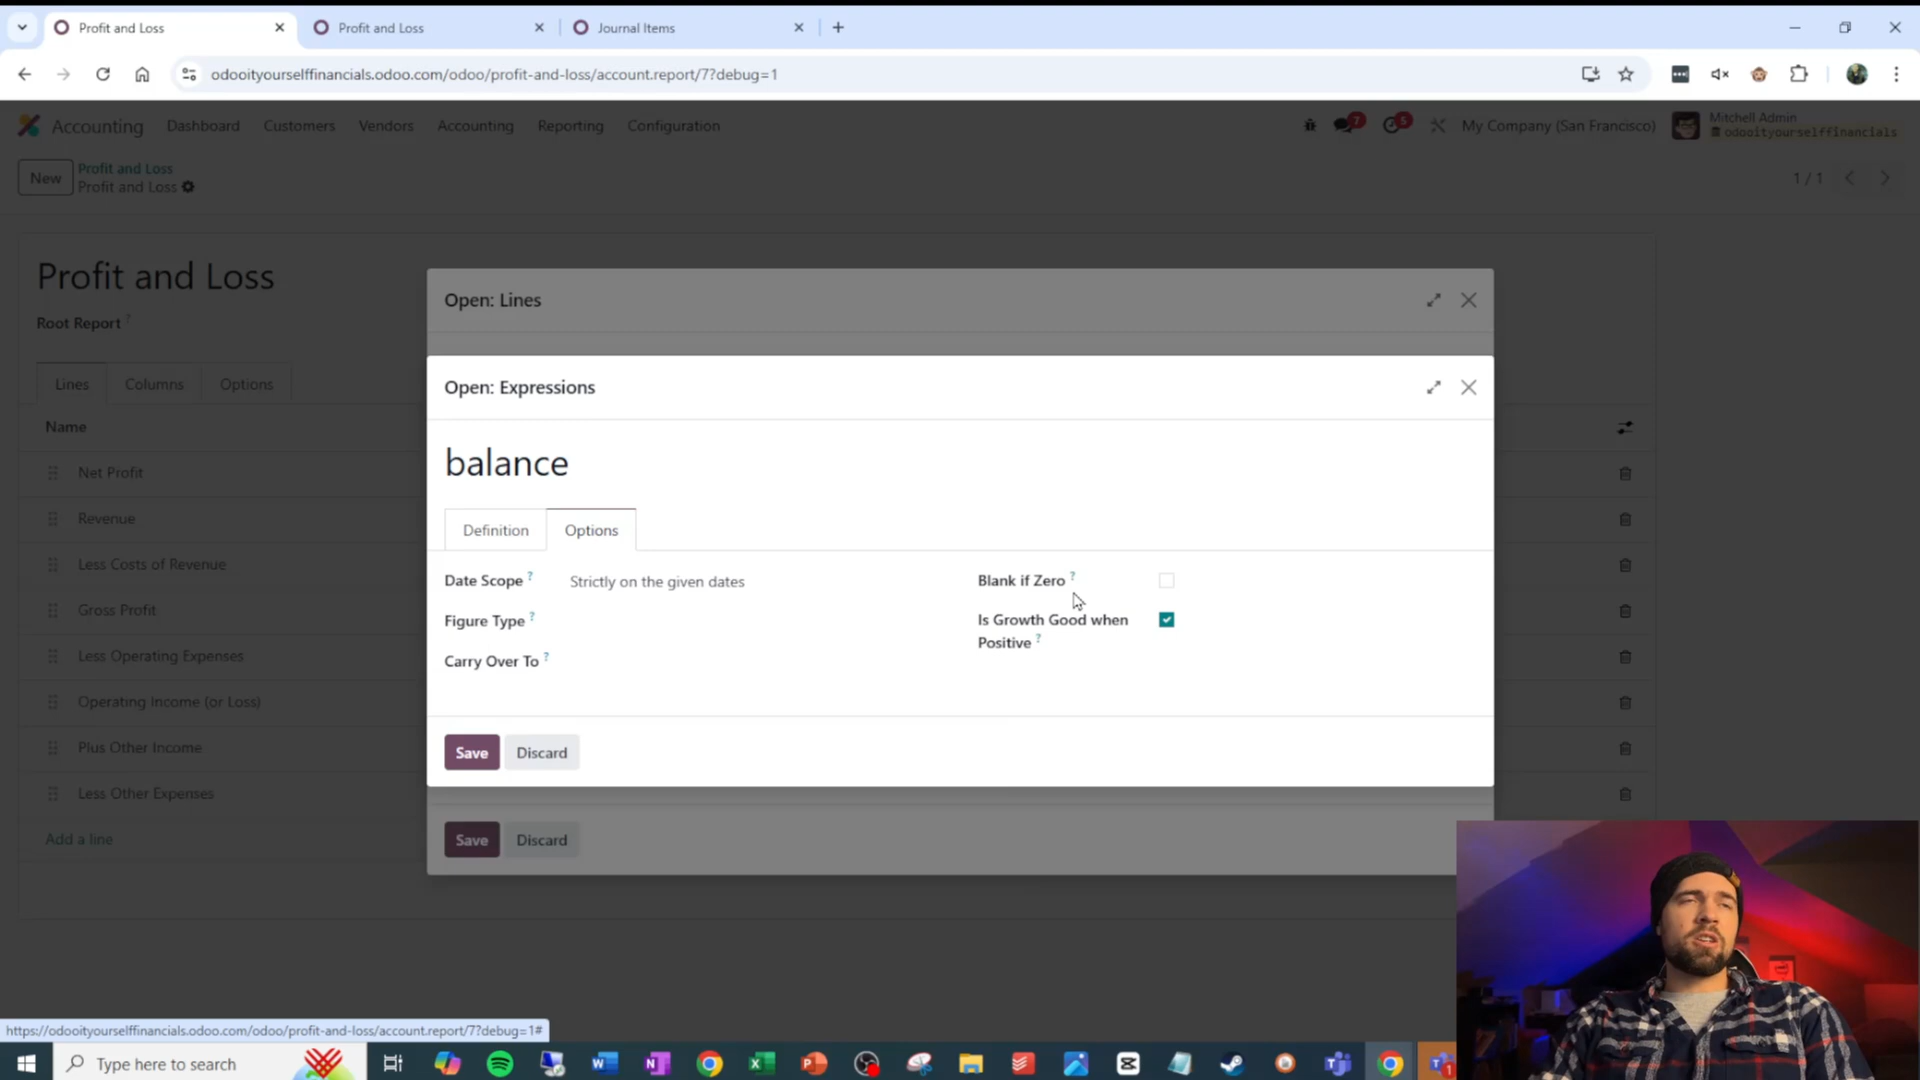 Profit and Loss
Profit and Loss
Journal Items
odooityourselffinancials.odoo.com/odoo/profit-and-loss/account.report/7?debug=1
Accounting
Dashboard
Customers
Vendors
Accounting
Reporting
Configuration
7
5
My Company (San Francisco)
Mitchell Admin
odooityourselffinancials
New
Profit and Loss
Profit and Loss
1 / 1
Profit and Loss
Root Report ?
Lines
Columns
Options
Name
Net Profit
Revenue
Less Costs of Revenue
Gross Profit
Less Operating Expenses
Operating Income (or Loss)
Plus Other Income
Less Other Expenses
Add a line
Open: Lines
Open: Expressions
balance
Definition
Options
Date Scope ?
Strictly on the given dates
Figure Type ?
Carry Over To ?
Blank if Zero ?
Is Growth Good when
Positive ?
Save
Discard
Save
Discard
https://odooityourselffinancials.odoo.com/odoo/profit-and-loss/account.report/7?debug=1#
Type here to search
1